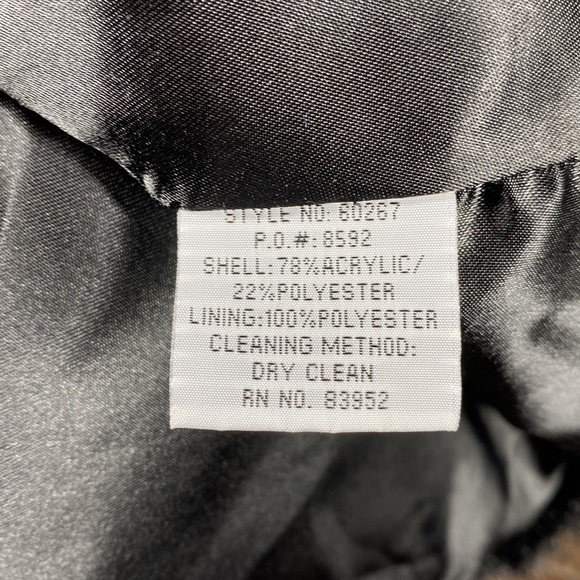 STYLE NO: 60267
P.O.#:8592
SHELL:78%ACRYLIC/
22%POLYESTER
LINING:100%POLYESTER
CLEANING METHOD:
DRY CLEAN
RN NO. 83952